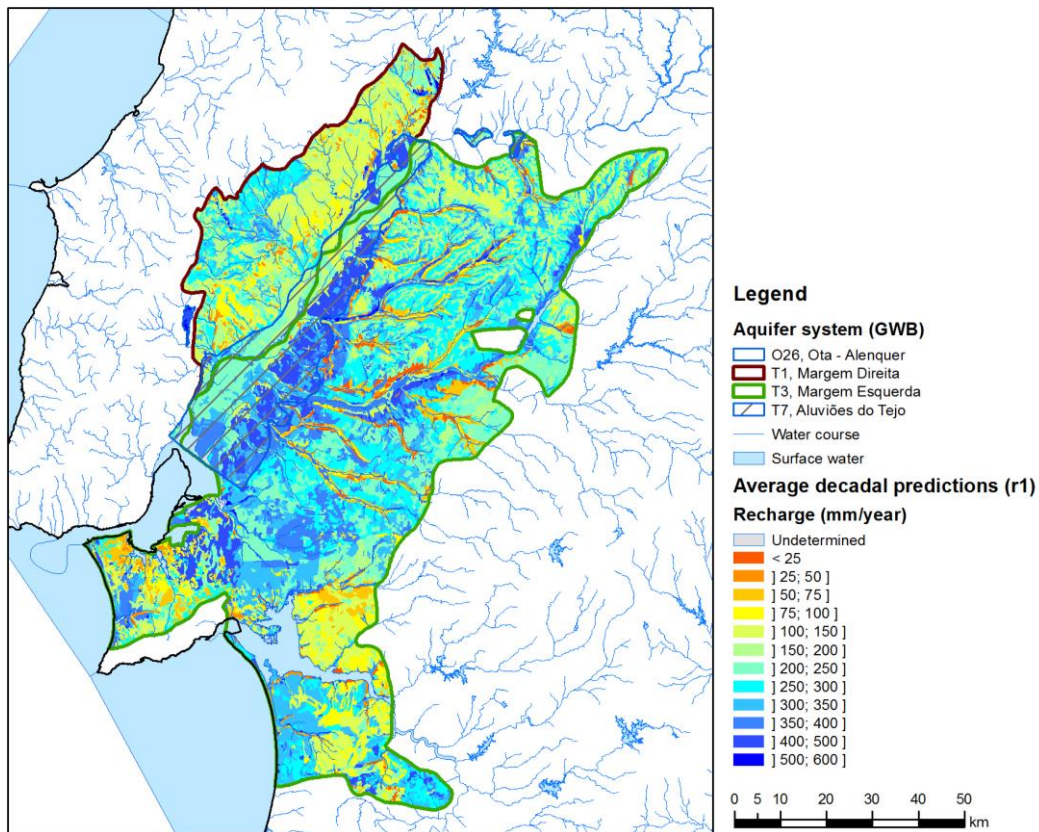 Legend
Aquifer system (GWB)
O26, Ota - Alenquer
T1, Margem Direita
T3, Margem Esquerda
T7, Aluviões do Tejo
Water course
Surface water
Average decadal predictions (r1)
Recharge (mm/year)
Undetermined
< 25
] 25; 50 ]
] 50; 75 ]
] 75; 100 ]
] 100; 150 ]
] 150; 200 ]
] 200; 250 ]
] 250; 300 ]
] 300; 350 ]
] 350; 400 ]
] 400; 500 ]
] 500; 600 ]
0 5 10 20 30 40 50
km